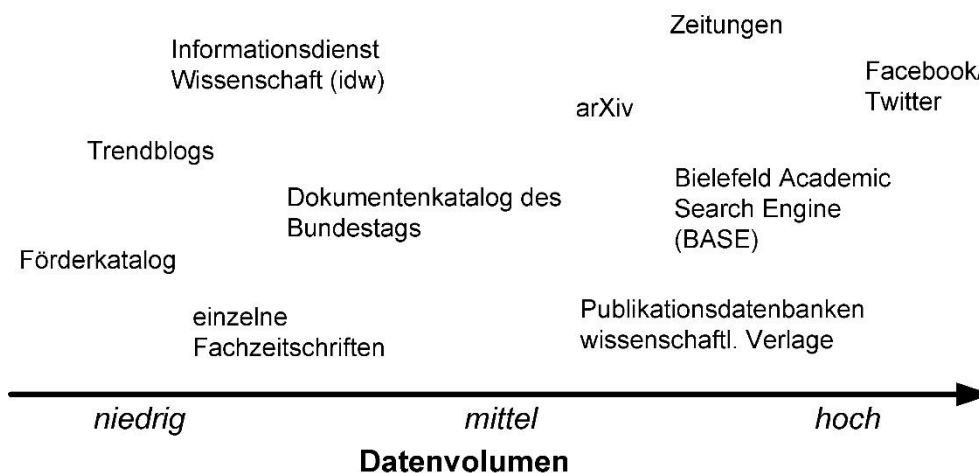 Zeitungen
Informationsdienst
Wissenschaft (idw)
Facebook/
Twitter
arXiv
Trendblogs
Dokumentenkatalog des
Bundestags
Bielefeld Academic
Search Engine
(BASE)
Förderkatalog
einzelne
Fachzeitschriften
Publikationsdatenbanken
wissenschaftl. Verlage
niedrig mittel hoch
Datenvolumen